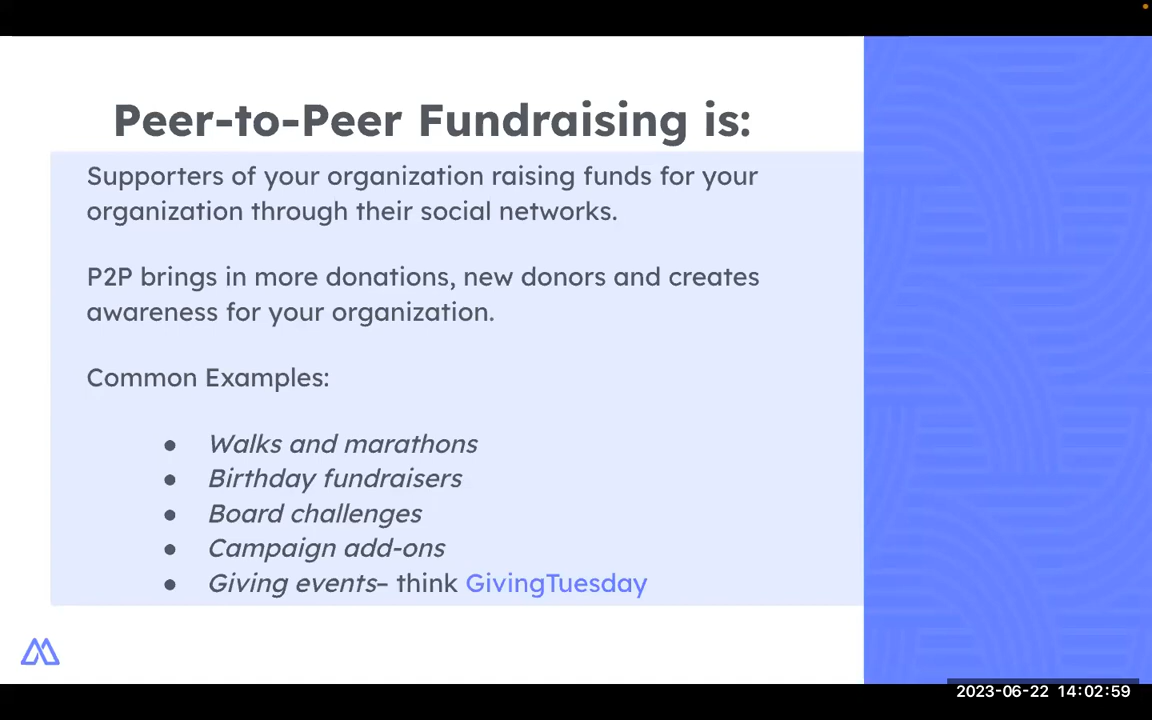 Peer-to-Peer Fundraising is:
Supporters of your organization raising funds for your
organization through their social networks.
P2P brings in more donations, new donors and creates
awareness for your organization.
Common Examples:
● Walks and marathons
● Birthday fundraisers
● Board challenges
● Campaign add-ons
● Giving events– think GivingTuesday
2023-06-22 14:02:59